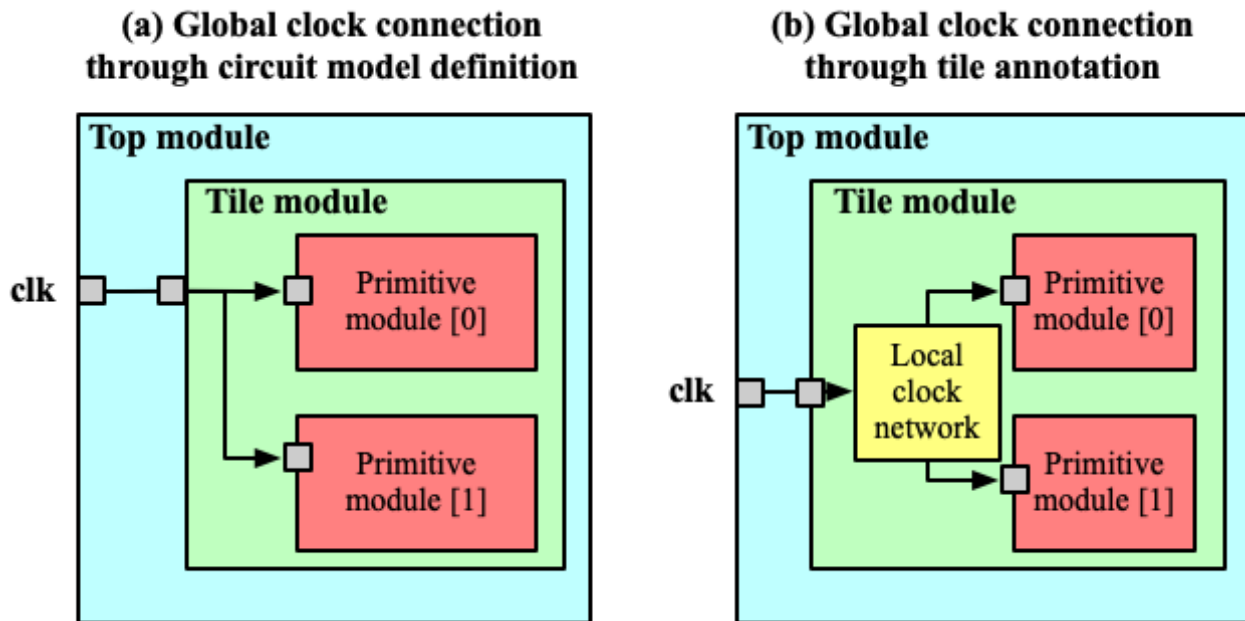 (a) Global clock connection
through circuit model definition
Top module
Tile module
clk
Primitive
module [0]
Primitive
module [1]
(b) Global clock connection
through tile annotation
Top module
Tile module
Primitive
module [0]
clk
Local
clock
network
Primitive
module [1]